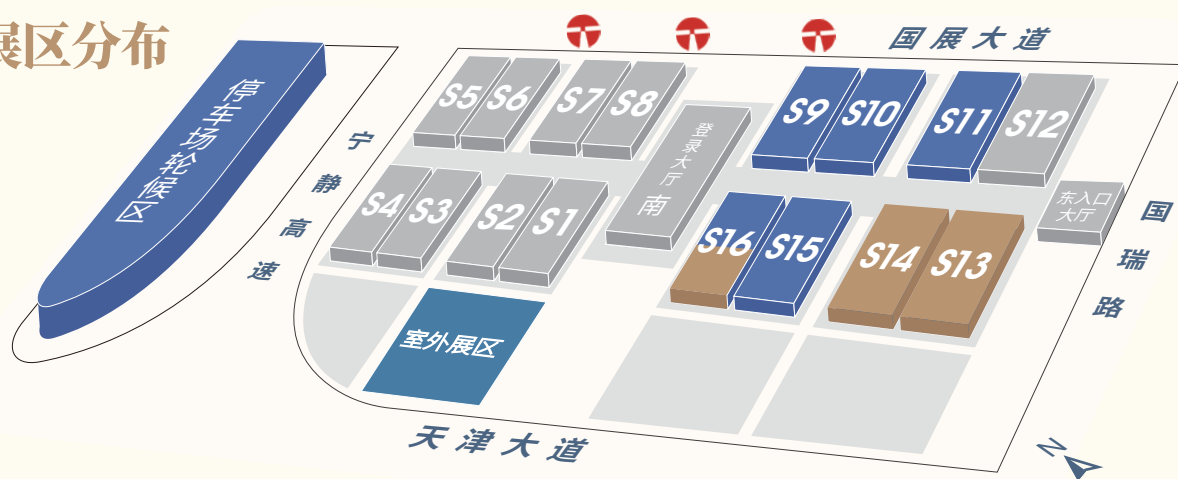 展区分布
国展大道
停车场轮候区
宁静高速
S5
S6
S7
S8
登录大厅 南
S9
S10
S11
S12
东入口
大厅
国瑞路
S4
S3
S2
S1
S16
S15
S14
S13
室外展区
天津大道
N